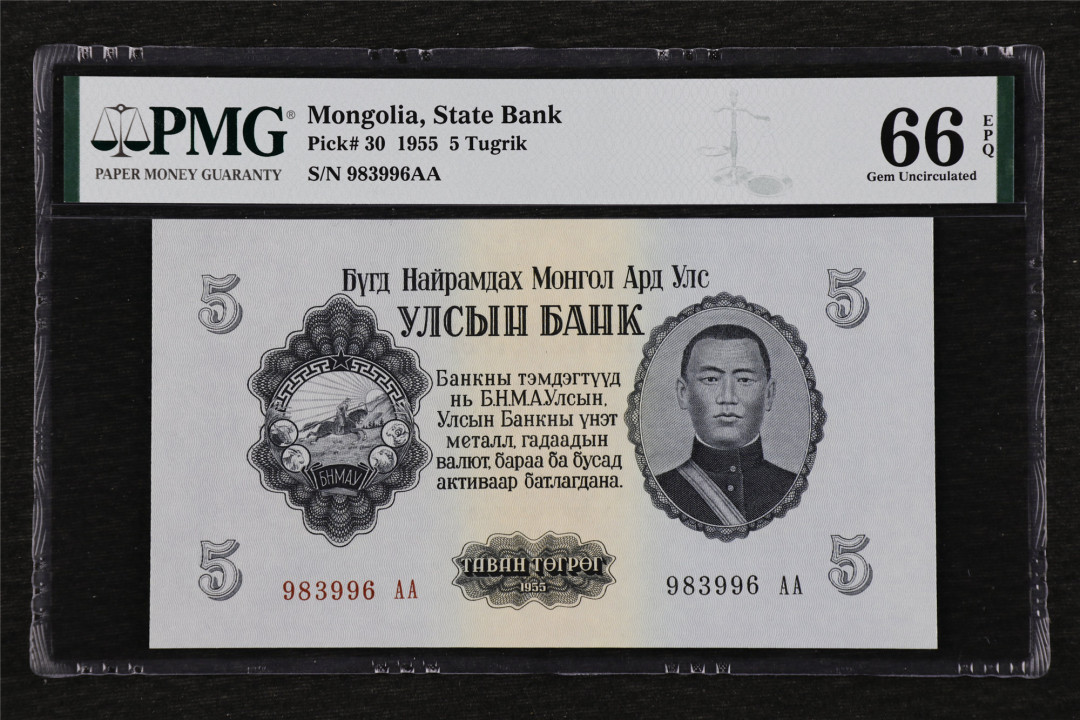 PMG®
PAPER MONEY GUARANTY
Mongolia, State Bank
Pick# 30 1955 5 Tugrik
S/N 983996AA
66
EPQ
Gem Uncirculated
Бүгд Найрамдах Монгол Ард Улс
УЛСЫН БАНК
5
5
Банкны тэмдэгтүүд
нь Б.Н.М.А.Улсын,
Улсын Банкны үнэт
металл, гадаадын
валют, бараа ба бусад
активаар батлагдана.
БНМАУ
5
5
983996 АА
ТАВАН ТӨГРӨГ
1955
983996 АА